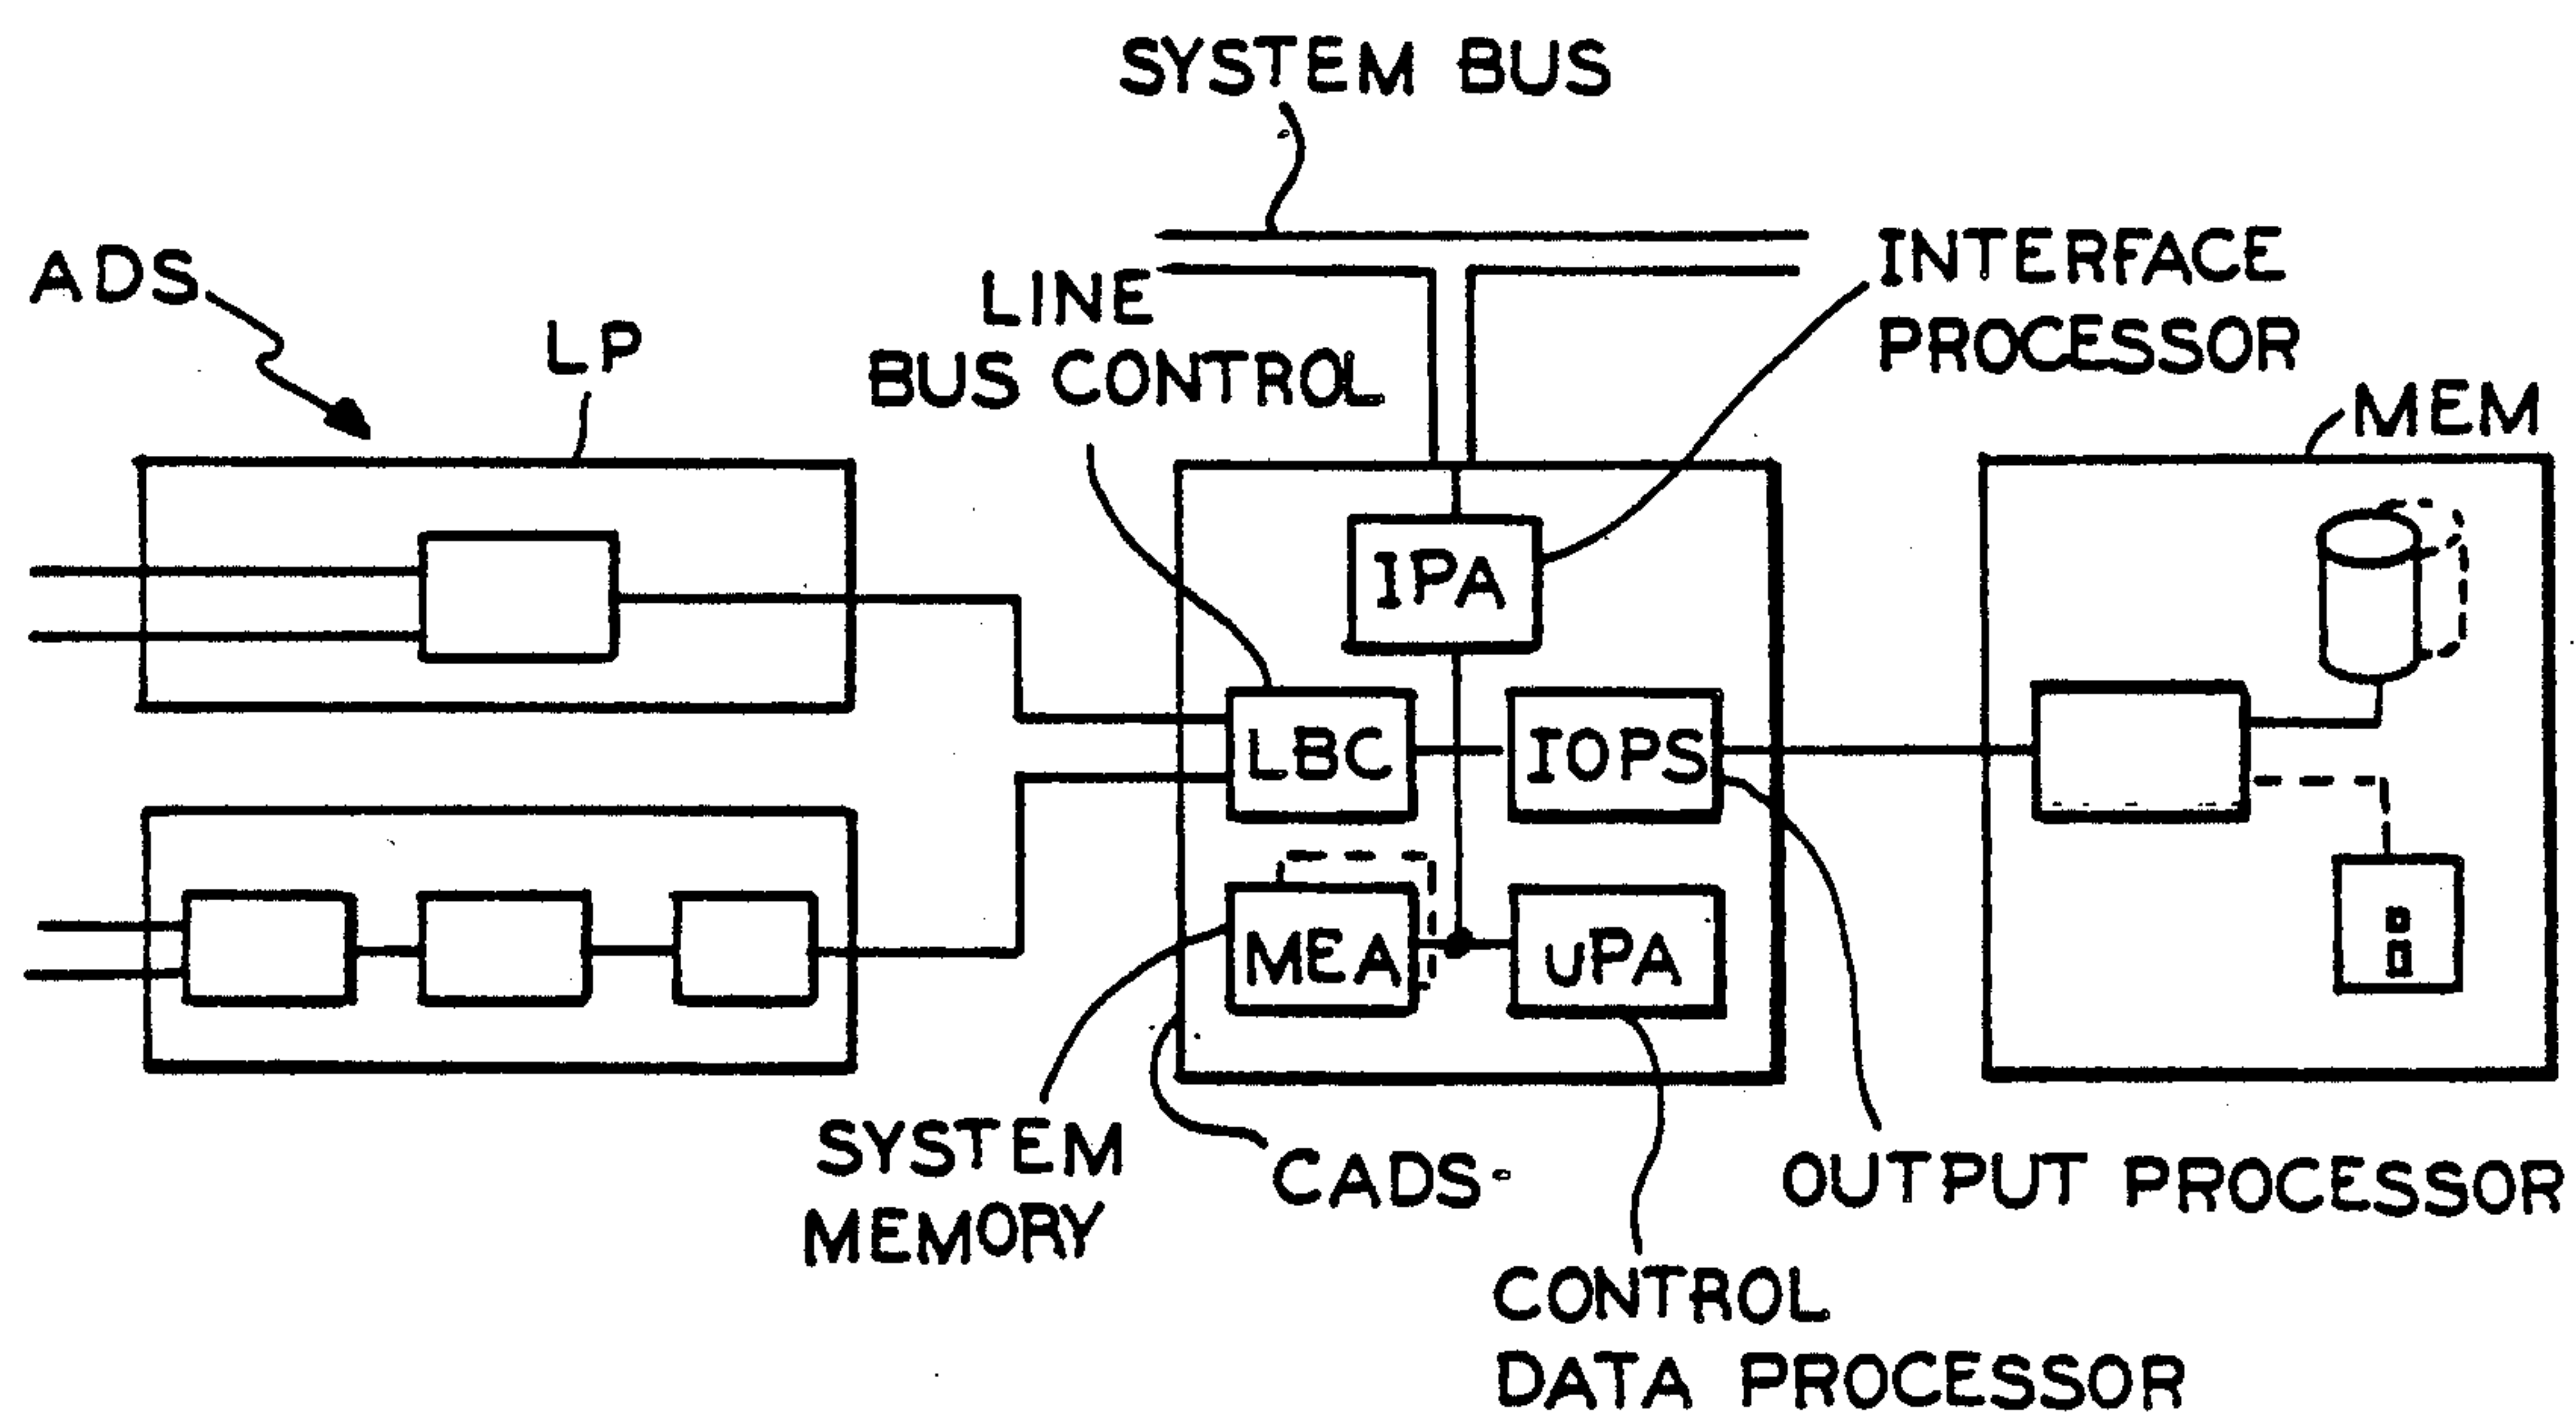 SYSTEM BUS
ADS
LP
LINE
BUS CONTROL
INTERFACE
PROCESSOR
MEM
IPA
LBC
IOPS
MEA
uPA
SYSTEM
MEMORY
CADS
OUTPUT PROCESSOR
CONTROL
DATA PROCESSOR